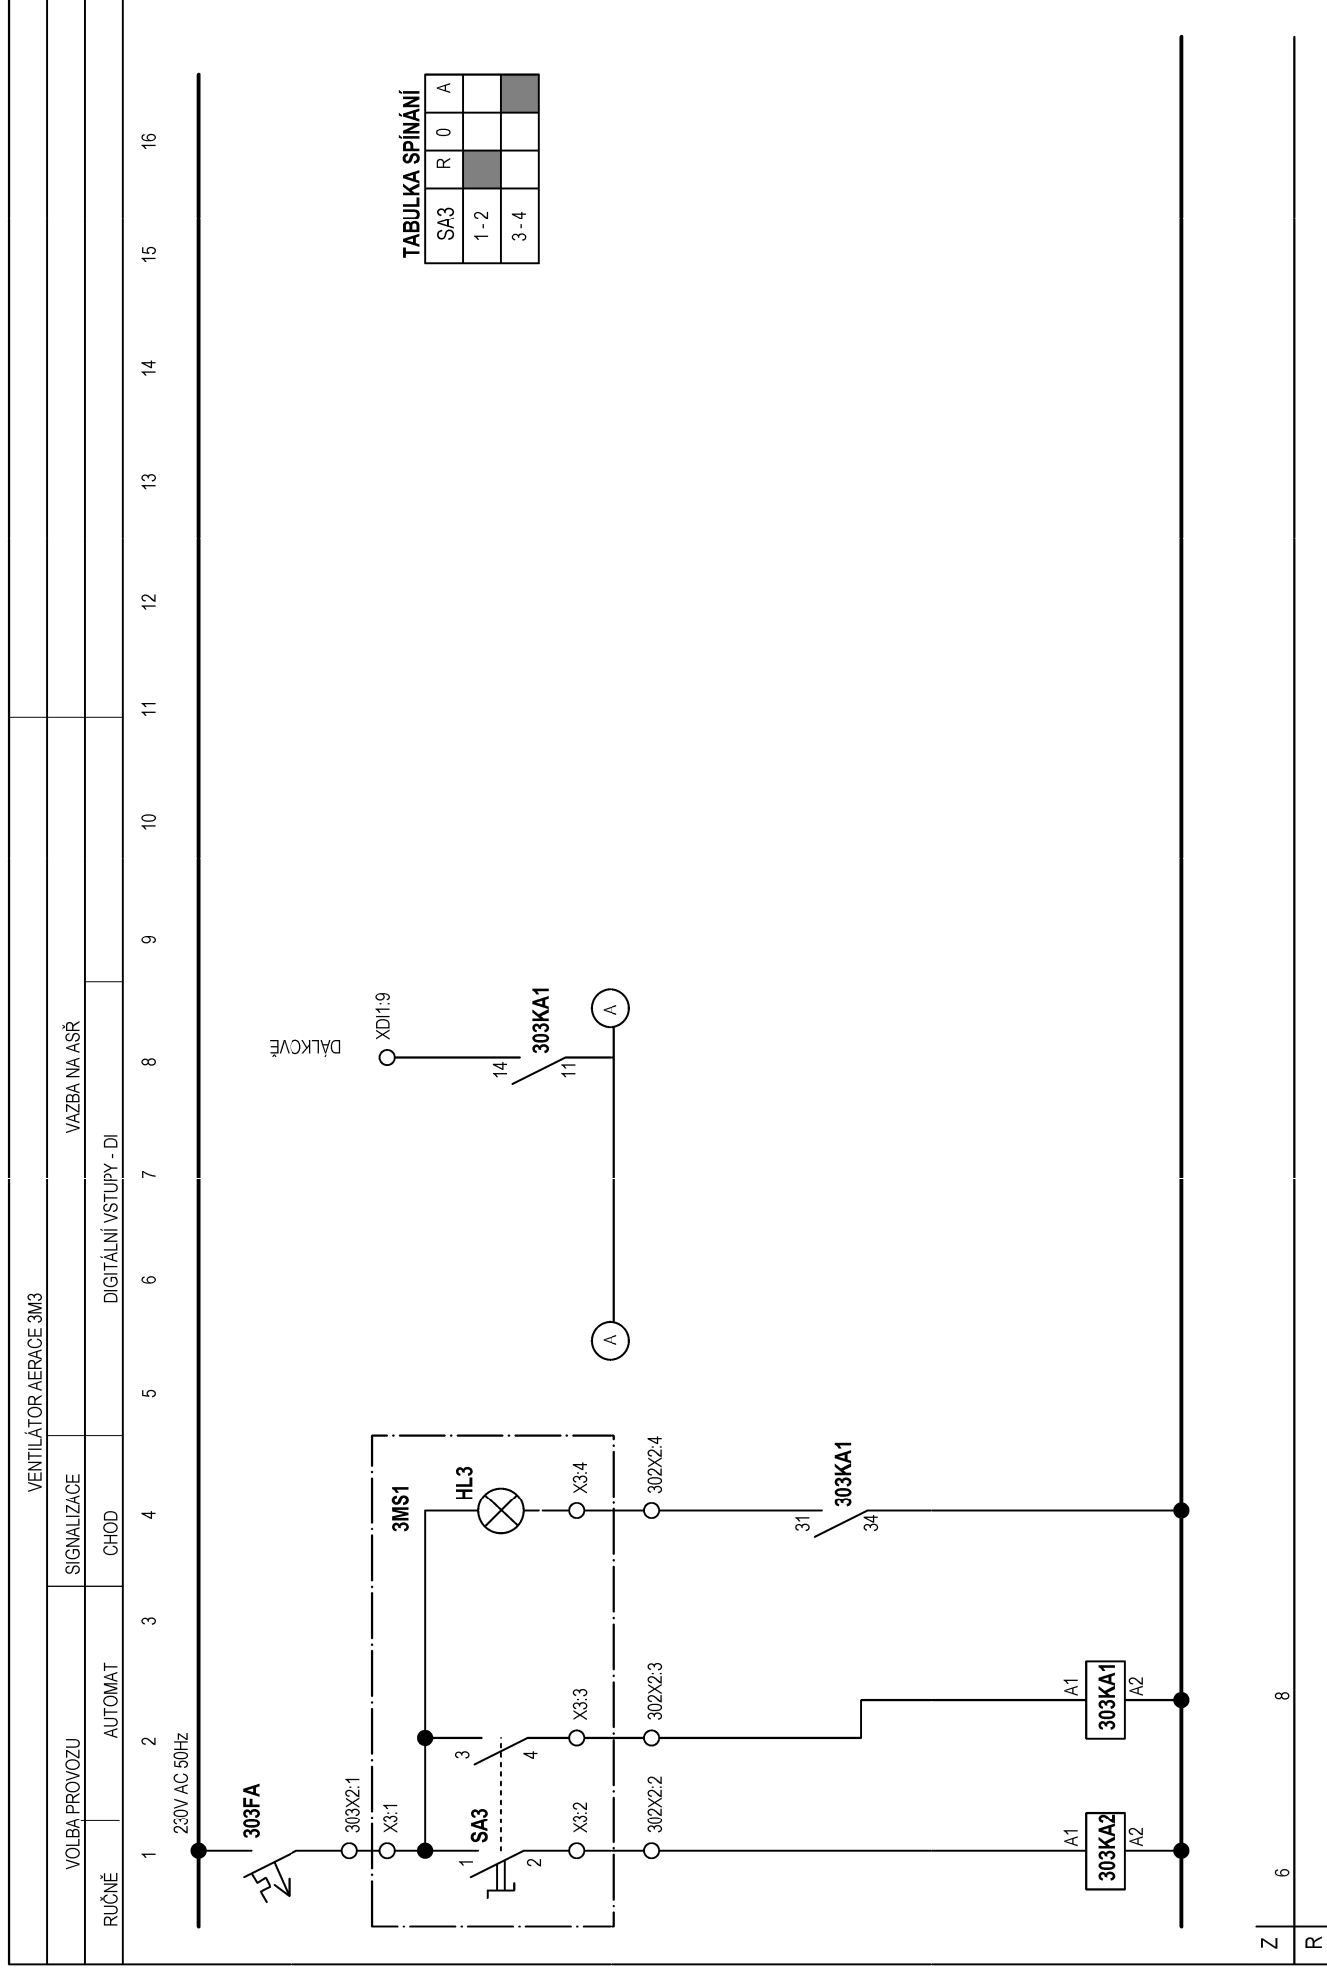 VENTILÁTOR AERACE 3M3
VOLBA PROVOZU
SIGNALIZACE
VAZBA NA ASŘ
RUČNĚ
AUTOMAT
CHOD
DIGITÁLNÍ VSTUPY - DI
1 2 3 4 5 6 7 8 9 10 11 12 13 14 15 16
230V AC 50Hz
303FA
303X2:1
X3:1
3MS1
SA3
1
2
3
4
HL3
X3:2
X3:3
X3:4
302X2:2
302X2:3
302X2:4
31
34
303KA1
A1
303KA2
A2
A1
303KA1
A2
DÁLKOVĚ
XDI1:9
14
11
303KA1
A
A
TABULKA SPÍNÁNÍ
SA3 R 0 A
1 - 2
3 - 4
Z 6 8
R